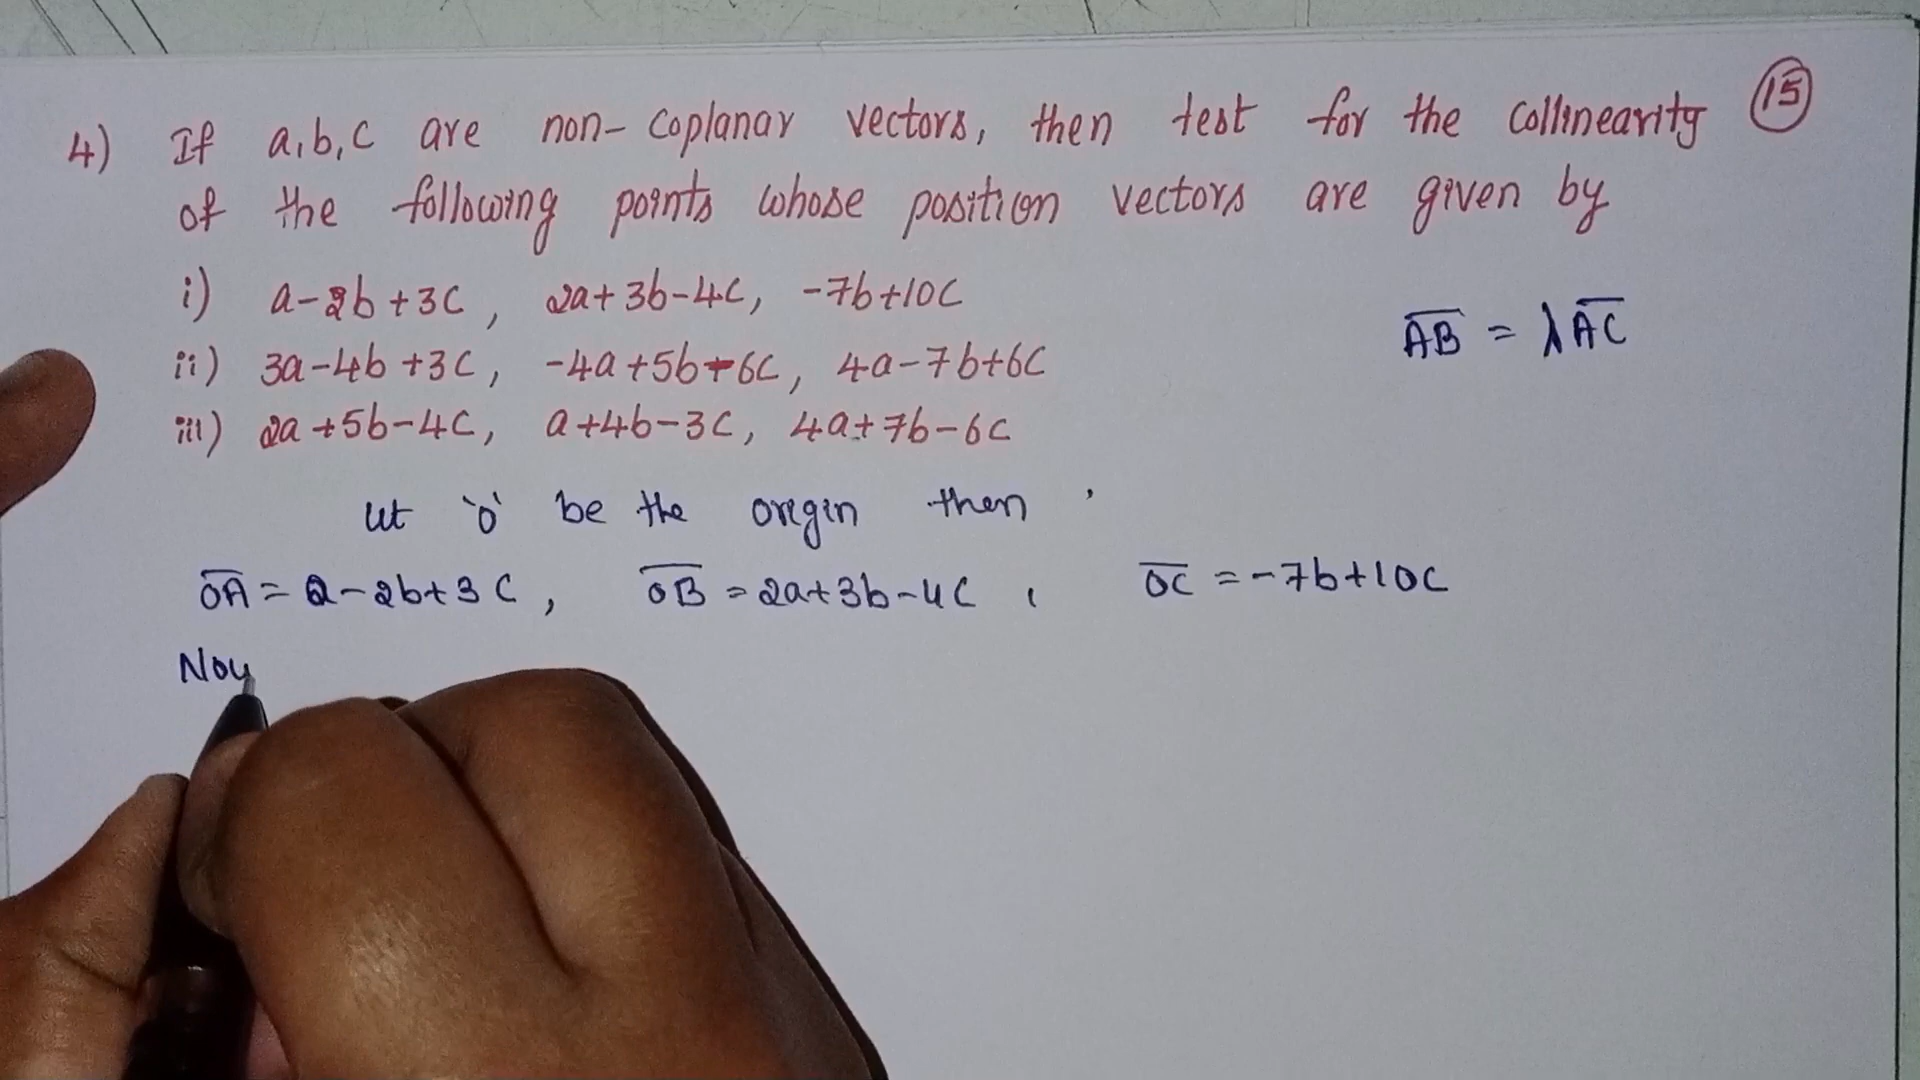 15
4) If a,b,c are non-coplanar vectors, then test for the collinearity
of the following points whose position vectors are given by
i) a-2b+3c, 2a+3b-4c, -7b+10c
ii) 3a-4b+3c, -4a+5b-6c, 4a-7b+6c
iii) 2a+5b-4c, a+4b-3c, 4a+7b-6c
AB = λAC
Let 'O' be the origin then
OA = a-2b+3c, OB = 2a+3b-4c, OC = -7b+10c
Now